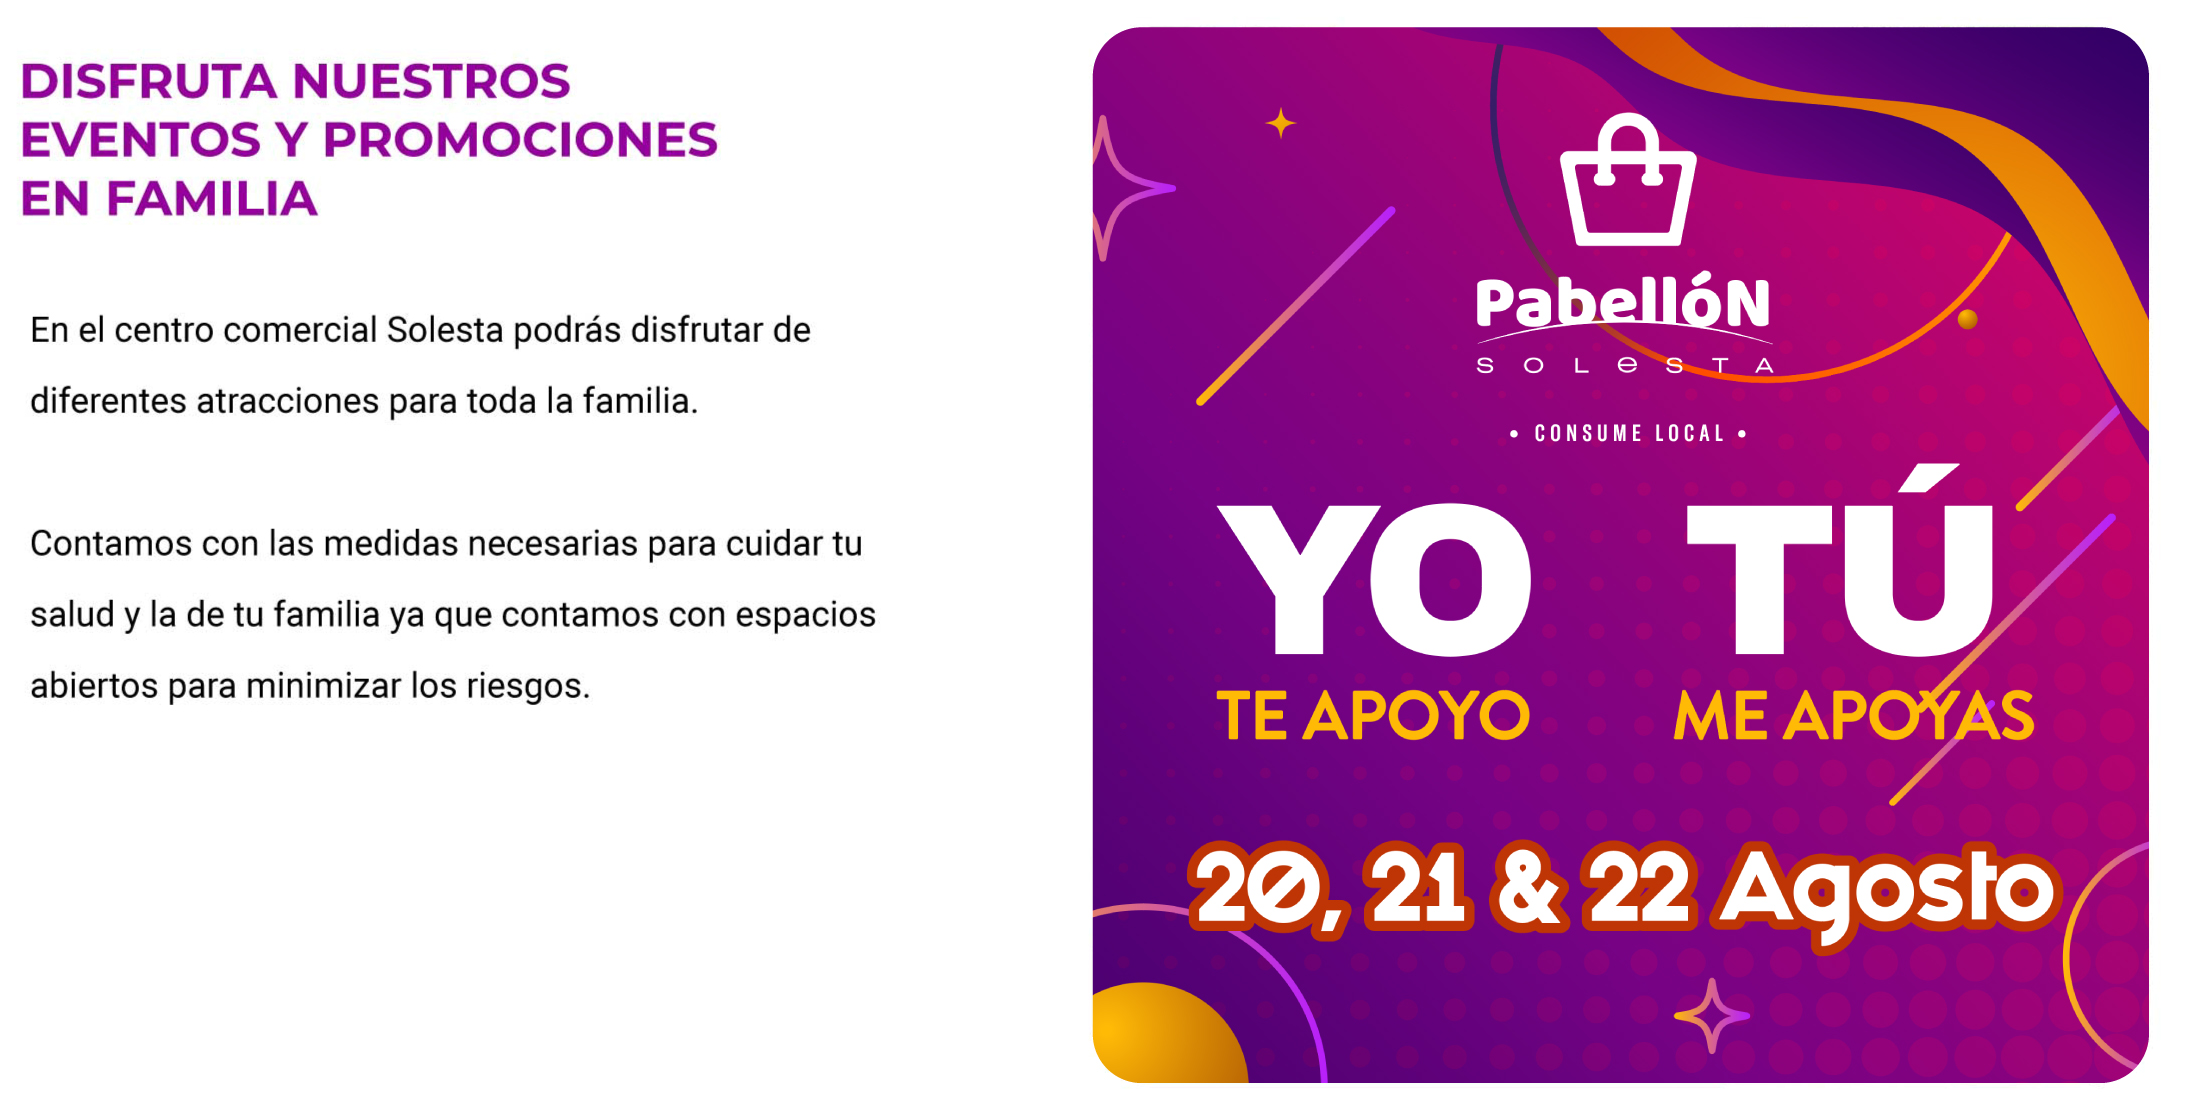 DISFRUTA NUESTROS
EVENTOS Y PROMOCIONES
EN FAMILIA
En el centro comercial Solesta podrás disfrutar de
diferentes atracciones para toda la familia.
Contamos con las medidas necesarias para cuidar tu
salud y la de tu familia ya que contamos con espacios
abiertos para minimizar los riesgos.
PabellóN
SOLeSTA
• CONSUME LOCAL •
YO TÚ
TE APOYO ME APOYAS
20, 21 & 22 Agosto